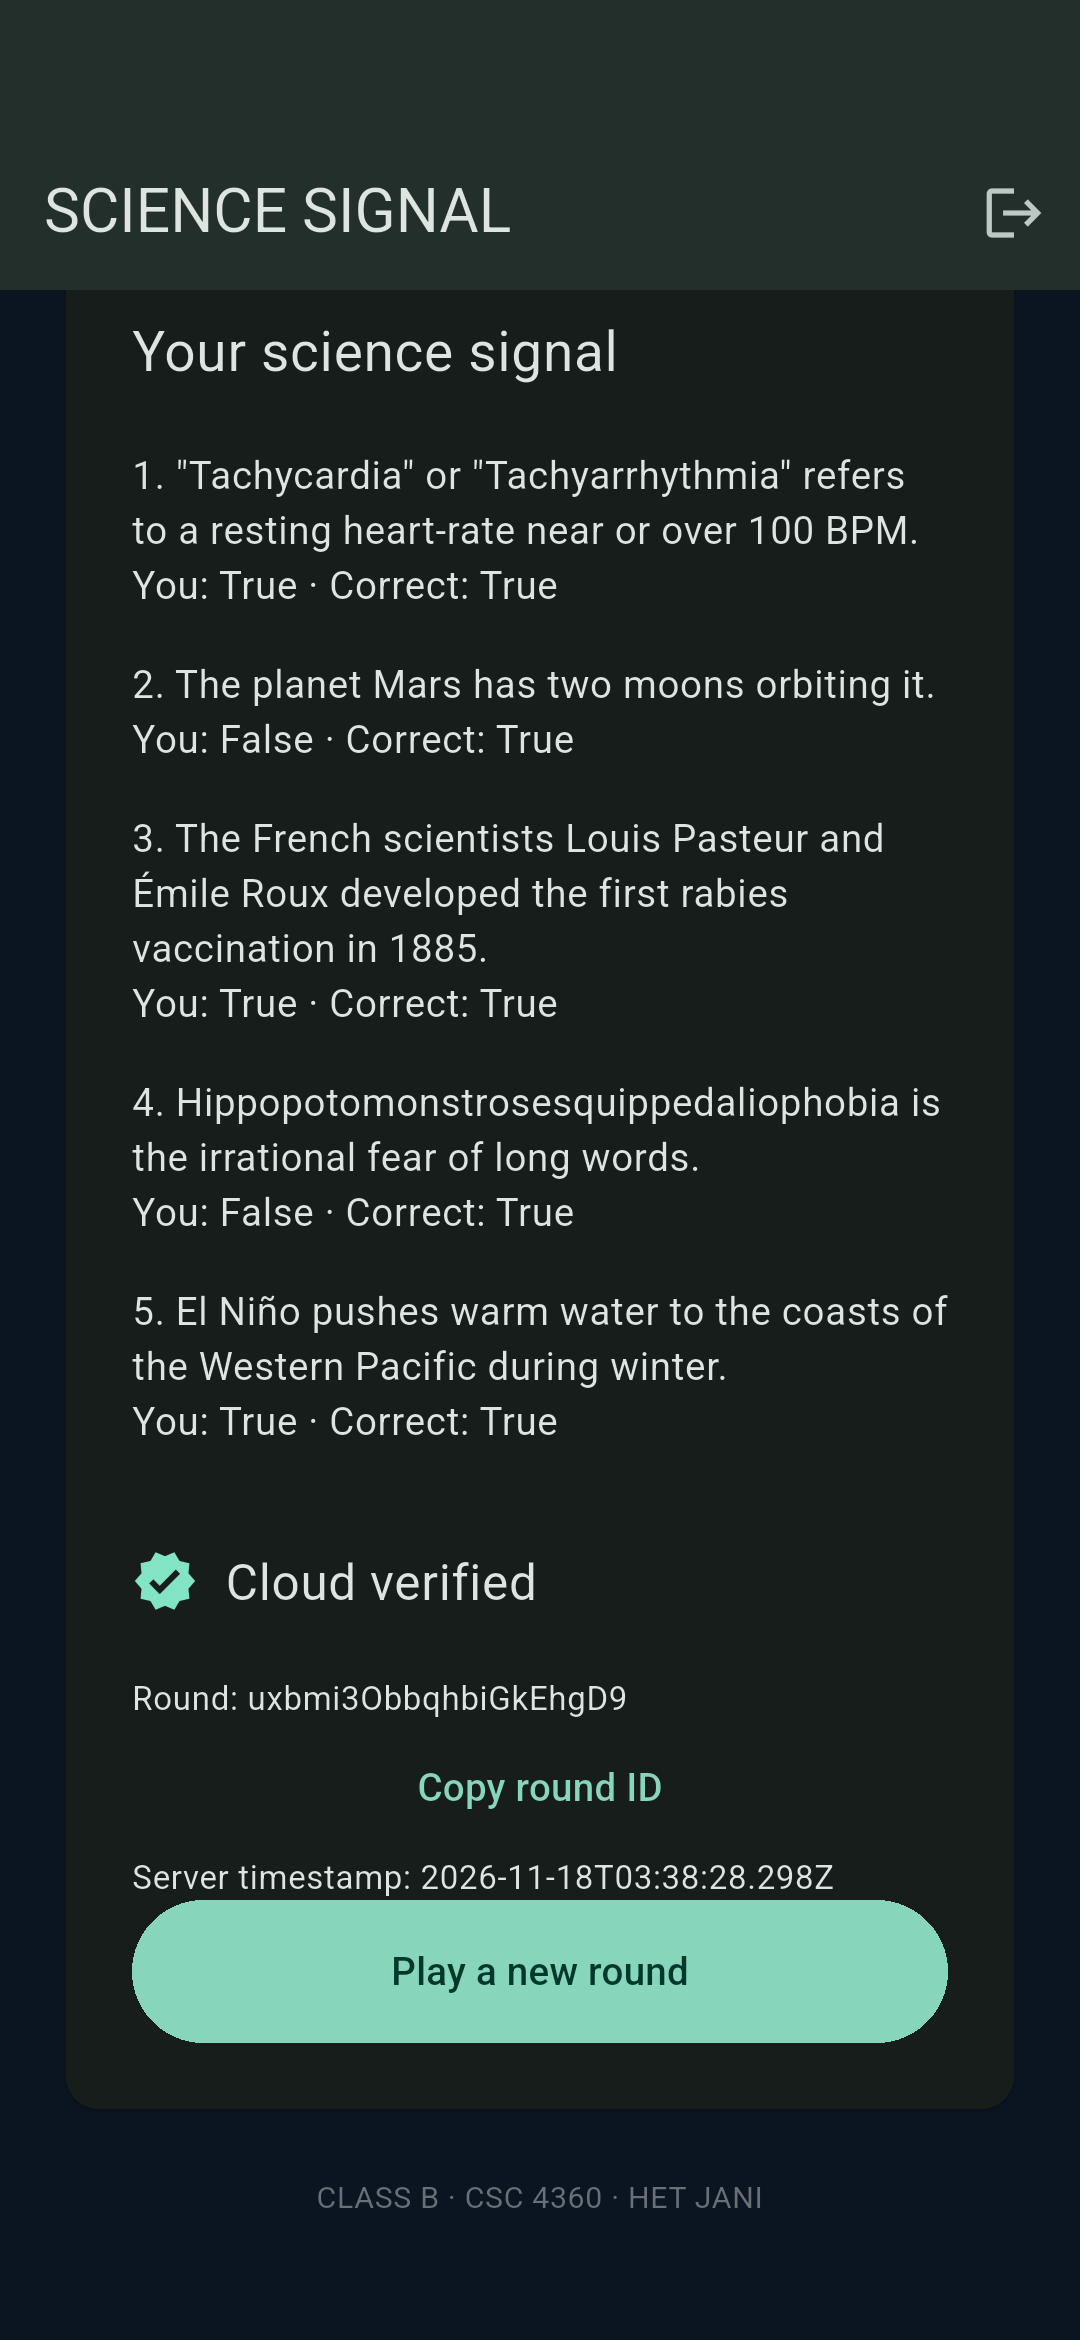 SCIENCE SIGNAL
Your science signal
1. "Tachycardia" or "Tachyarrhythmia" refers
to a resting heart-rate near or over 100 BPM.
You: True · Correct: True
2. The planet Mars has two moons orbiting it.
You: False · Correct: True
3. The French scientists Louis Pasteur and
Émile Roux developed the first rabies
vaccination in 1885.
You: True · Correct: True
4. Hippopotomonstrosesquippedaliophobia is
the irrational fear of long words.
You: False · Correct: True
5. El Niño pushes warm water to the coasts of
the Western Pacific during winter.
You: True · Correct: True
Cloud verified
Round: uxbmi3ObbqhbiGkEhgD9
Copy round ID
Server timestamp: 2026-11-18T03:38:28.298Z
Play a new round
CLASS B · CSC 4360 · HET JANI